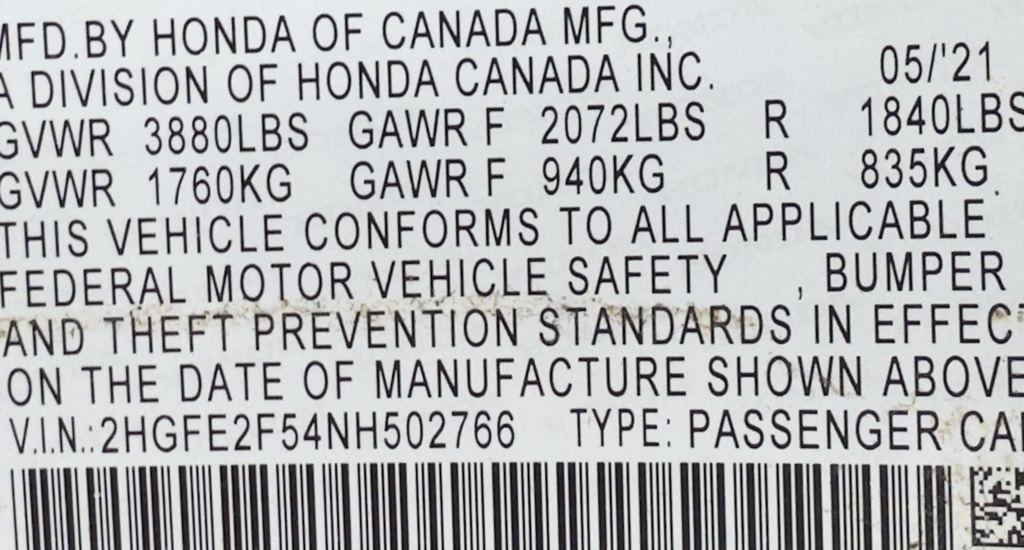 MFD.BY HONDA OF CANADA MFG.,
A DIVISION OF HONDA CANADA INC. 05/'21
GVWR 3880LBS GAWR F 2072LBS R 1840LBS
GVWR 1760KG GAWR F 940KG R 835KG.
THIS VEHICLE CONFORMS TO ALL APPLICABLE
FEDERAL MOTOR VEHICLE SAFETY , BUMPER
AND THEFT PREVENTION STANDARDS IN EFFECT
ON THE DATE OF MANUFACTURE SHOWN ABOVE
V.I.N.:2HGFE2F54NH502766 TYPE: PASSENGER CAR